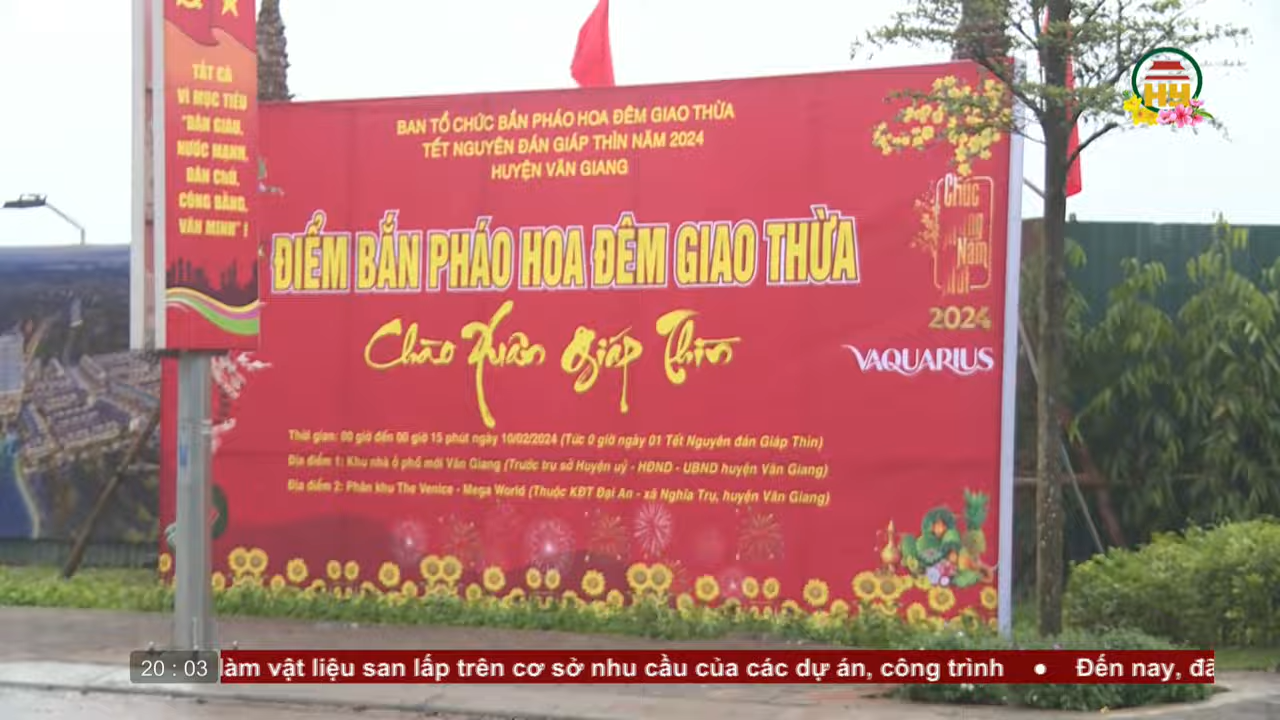 TẤT CẢ
VÌ MỤC TIÊU
"DÂN GIÀU,
NƯỚC MẠNH,
DÂN CHỦ,
CÔNG BẰNG,
VĂN MINH" !
BAN TỔ CHỨC BẮN PHÁO HOA ĐÊM GIAO THỪA
TẾT NGUYÊN ĐÁN GIÁP THÌN NĂM 2024
HUYỆN VĂN GIANG
ĐIỂM BẮN PHÁO HOA ĐÊM GIAO THỪA
Chào Xuân Giáp Thìn
Chúc
Năm
2024
VAQUARIUS
Thời gian: 00 giờ đến 00 giờ 15 phút ngày 10/02/2024 (Tức 0 giờ ngày 01 Tết Nguyên đán Giáp Thìn)
Địa điểm 1: Khu nhà ở phố mới Văn Giang (Trước trụ sở Huyện uỷ - HĐND - UBND huyện Văn Giang)
Địa điểm 2: Phân khu The Venice - Mega World (Thuộc KĐT Đại An - xã Nghĩa Trụ, huyện Văn Giang)
HY
20 : 03 làm vật liệu san lấp trên cơ sở nhu cầu của các dự án, công trình • Đến nay, đã